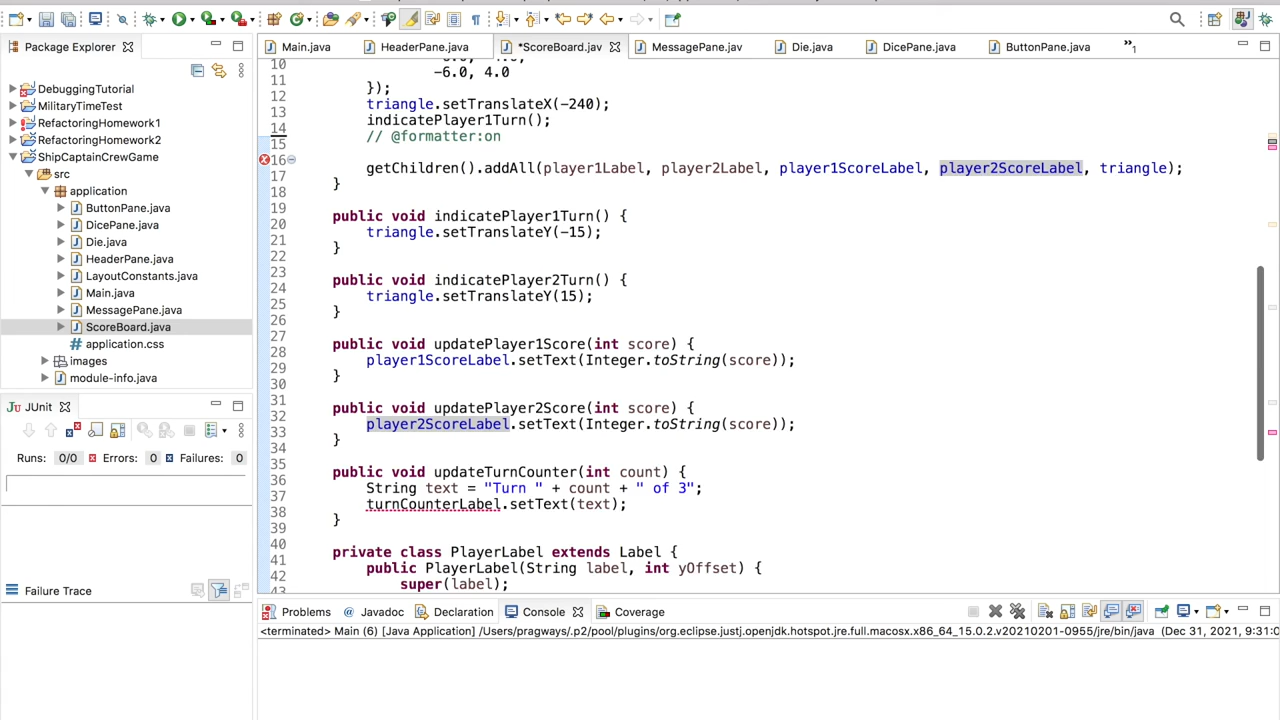 Package Explorer
Main.java
HeaderPane.java
*ScoreBoard.jav
MessagePane.jav
Die.java
DicePane.java
ButtonPane.java
»1
DebuggingTutorial
MilitaryTimeTest
RefactoringHomework1
RefactoringHomework2
ShipCaptainCrewGame
src
application
ButtonPane.java
DicePane.java
Die.java
HeaderPane.java
LayoutConstants.java
Main.java
MessagePane.java
ScoreBoard.java
application.css
images
module-info.java
JUnit
Runs: 0/0 Errors: 0 Failures: 0
Failure Trace
10
11 -6.0, 4.0
12 });
13 triangle.setTranslateX(-240);
14 indicatePlayer1Turn();
15 // @formatter:on
16
17 getChildren().addAll(player1Label, player2Label, player1ScoreLabel, player2ScoreLabel, triangle);
18 }
19
20 public void indicatePlayer1Turn() {
21 triangle.setTranslateY(-15);
22 }
23
24 public void indicatePlayer2Turn() {
25 triangle.setTranslateY(15);
26 }
27
28 public void updatePlayer1Score(int score) {
29 player1ScoreLabel.setText(Integer.toString(score));
30 }
31
32 public void updatePlayer2Score(int score) {
33 player2ScoreLabel.setText(Integer.toString(score));
34 }
35
36 public void updateTurnCounter(int count) {
37 String text = "Turn " + count + " of 3";
38 turnCounterLabel.setText(text);
39 }
40
41 private class PlayerLabel extends Label {
42 public PlayerLabel(String label, int yOffset) {
43 super(label);
Problems
@ Javadoc
Declaration
Console
Coverage
<terminated> Main (6) [Java Application] /Users/pragways/.p2/pool/plugins/org.eclipse.justj.openjdk.hotspot.jre.full.macosx.x86_64_15.0.2.v20210201-0955/jre/bin/java (Dec 31, 2021, 9:31:0